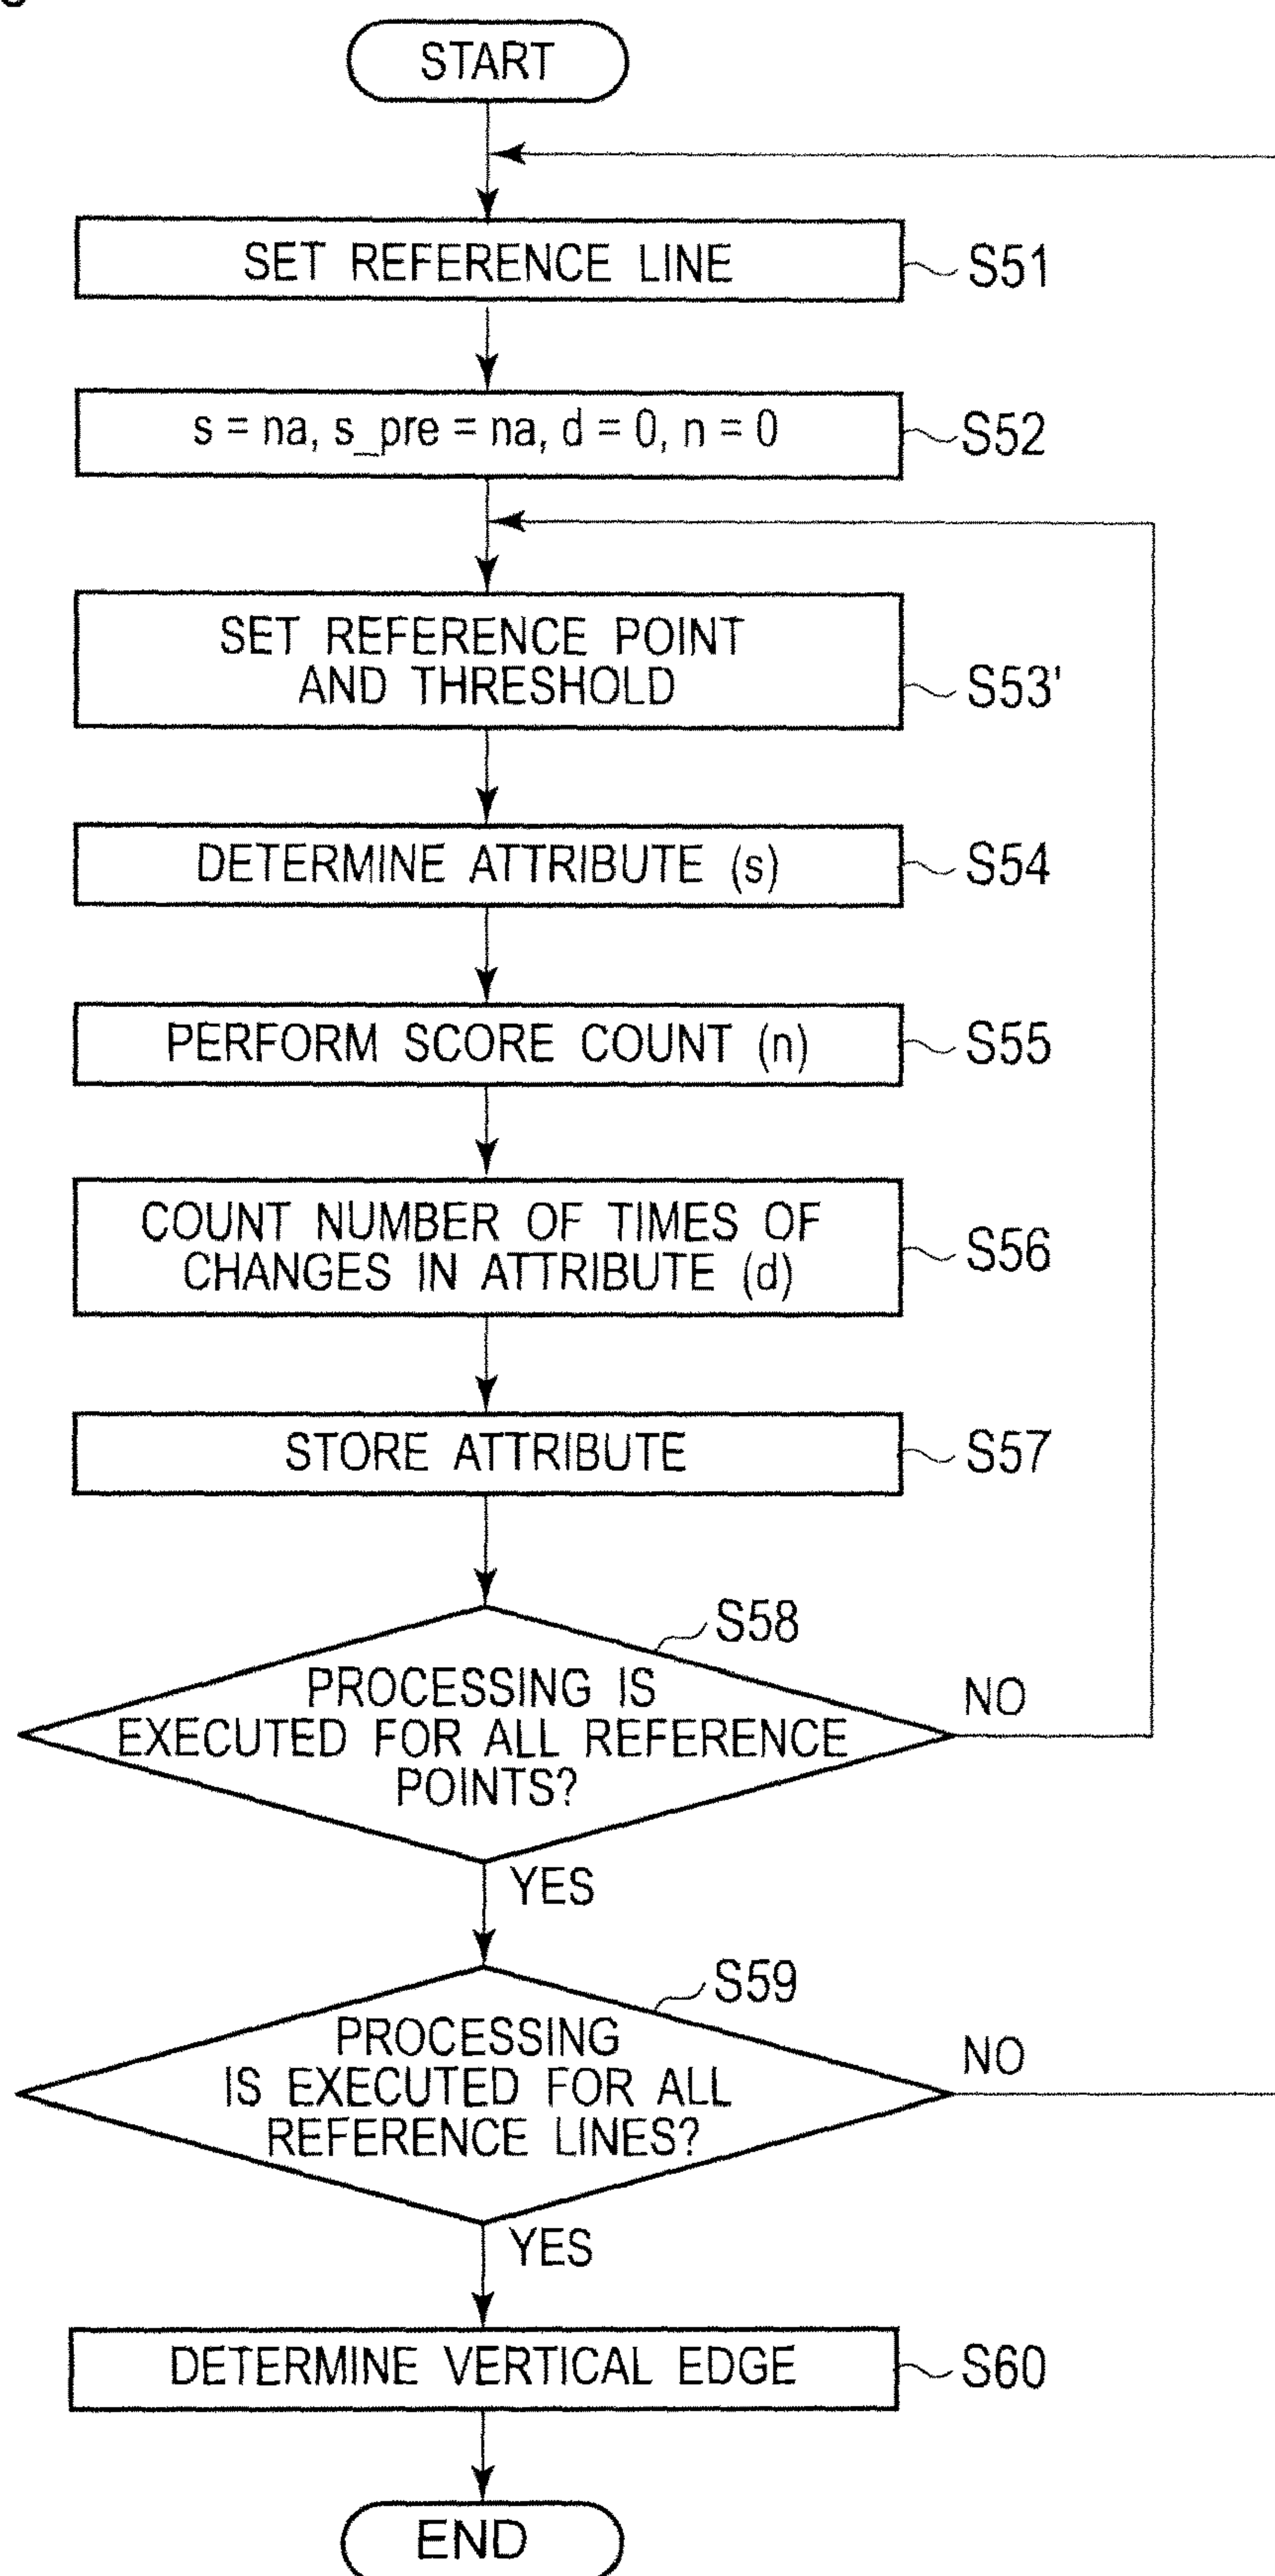 START
SET REFERENCE LINE
S51
s = na, s_pre = na, d = 0, n = 0
S52
SET REFERENCE POINT
AND THRESHOLD
S53'
DETERMINE ATTRIBUTE (s)
S54
PERFORM SCORE COUNT (n)
S55
COUNT NUMBER OF TIMES OF
CHANGES IN ATTRIBUTE (d)
S56
STORE ATTRIBUTE
S57
S58
PROCESSING IS
EXECUTED FOR ALL REFERENCE
POINTS?
NO
YES
S59
PROCESSING
IS EXECUTED FOR ALL
REFERENCE LINES?
NO
YES
DETERMINE VERTICAL EDGE
S60
END